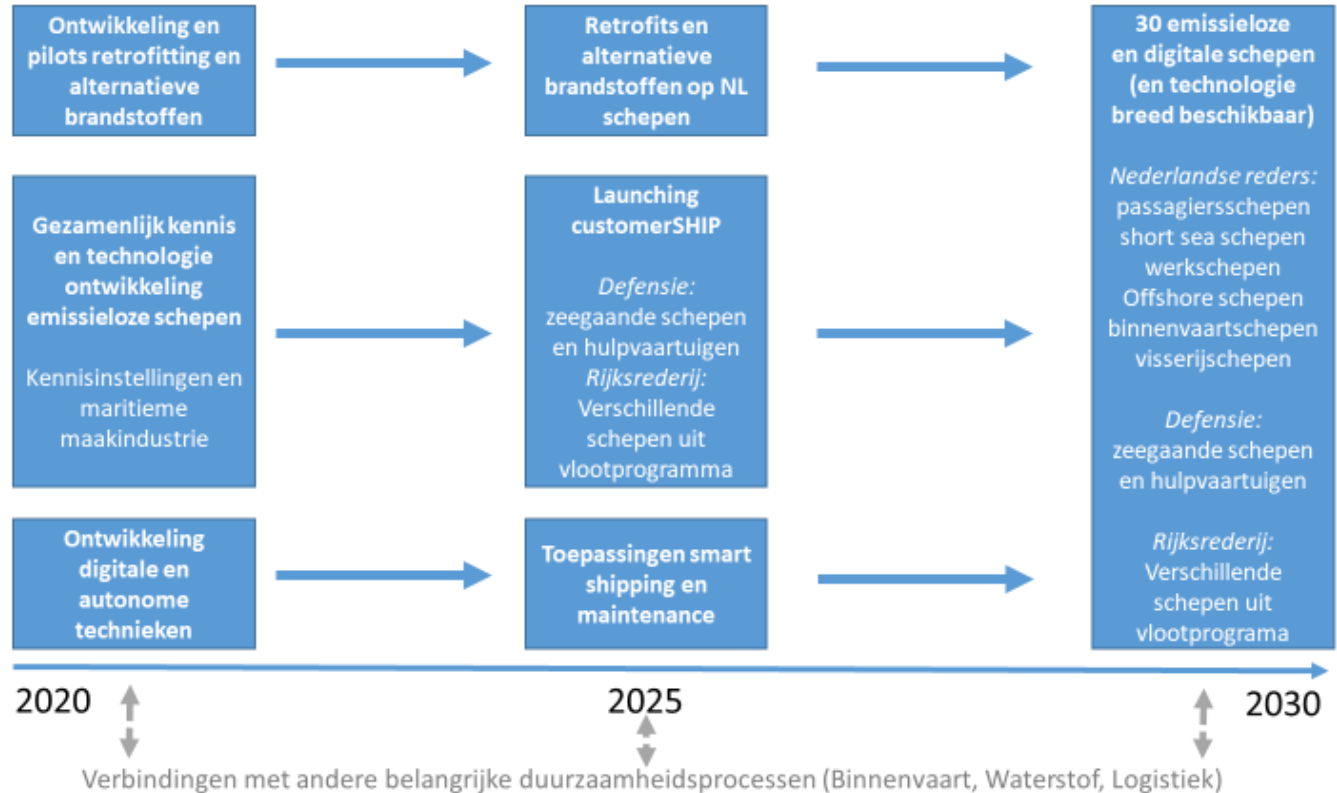 Ontwikkeling en
pilots retrofitting en
alternatieve
brandstoffen
Retrofits en
alternatieve
brandstoffen op NL
schepen
30 emissieloze
en digitale schepen
(en technologie
breed beschikbaar)
Nederlandse reders:
passagiersschepen
short sea schepen
werkschepen
Offshore schepen
binnenvaartschepen
visserijschepen
Defensie:
zeegaande schepen
en hulpvaartuigen
Rijksrederij:
Verschillende
schepen uit
vlootprograma
Gezamenlijk kennis
en technologie
ontwikkeling
emissieloze schepen
Kennisinstellingen en
maritieme
maakindustrie
Launching
customerSHIP
Defensie:
zeegaande schepen
en hulpvaartuigen
Rijksrederij:
Verschillende
schepen uit
vlootprogramma
Ontwikkeling
digitale en
autonome
technieken
Toepassingen smart
shipping en
maintenance
2020
2025
2030
Verbindingen met andere belangrijke duurzaamheidsprocessen (Binnenvaart, Waterstof, Logistiek)